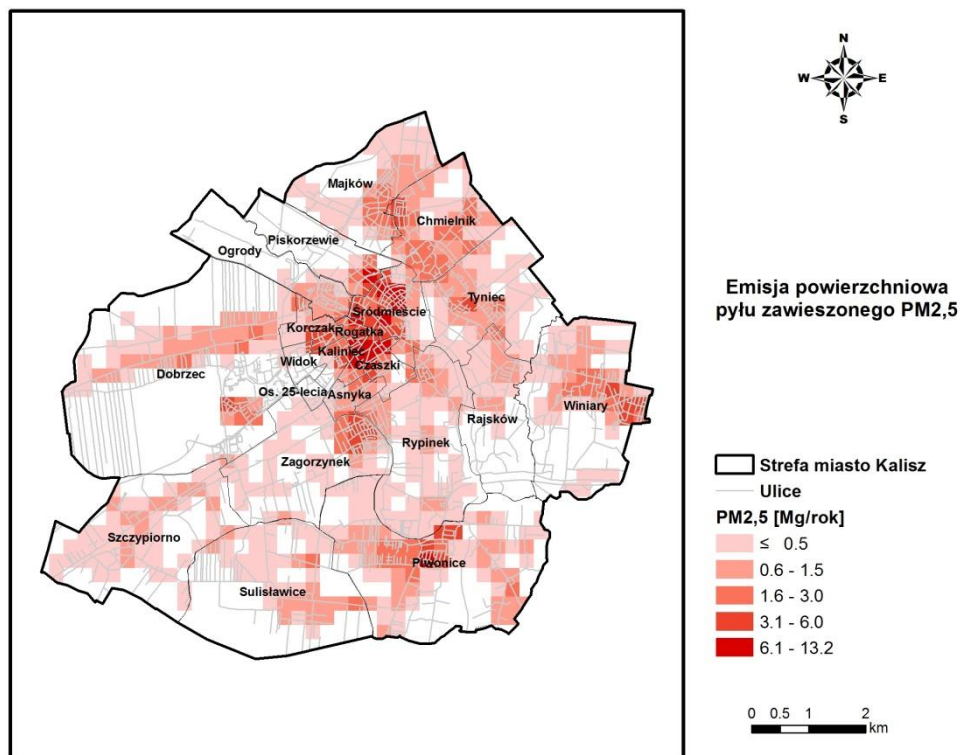 N
W E
S
Majków
Chmielnik
Piskorzewie
Ogrody
Tyniec
Śródmieście
Korczak
Rogatka
Kaliniec
Widok
Czaszki
Dobrzec
Os. 25-lecia
Asnyka
Winiary
Rajsków
Rypinek
Zagorzynek
Szczypiorno
Piwonice
Sulisławice
Emisja powierzchniowa
pyłu zawieszonego PM2,5
Strefa miasto Kalisz
Ulice
PM2,5 [Mg/rok]
≤ 0.5
0.6 - 1.5
1.6 - 3.0
3.1 - 6.0
6.1 - 13.2
0 0.5 1 2
km